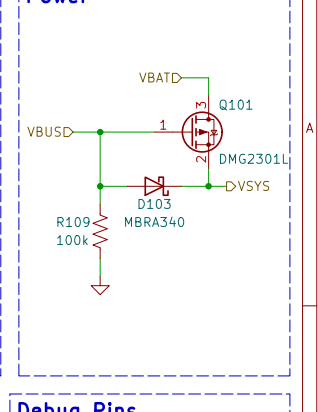 Power
VBAT
3
Q101
A
VBUS
1
2
DMG2301L
VSYS
D103
R109
MBRA340
100k
Debug Pins